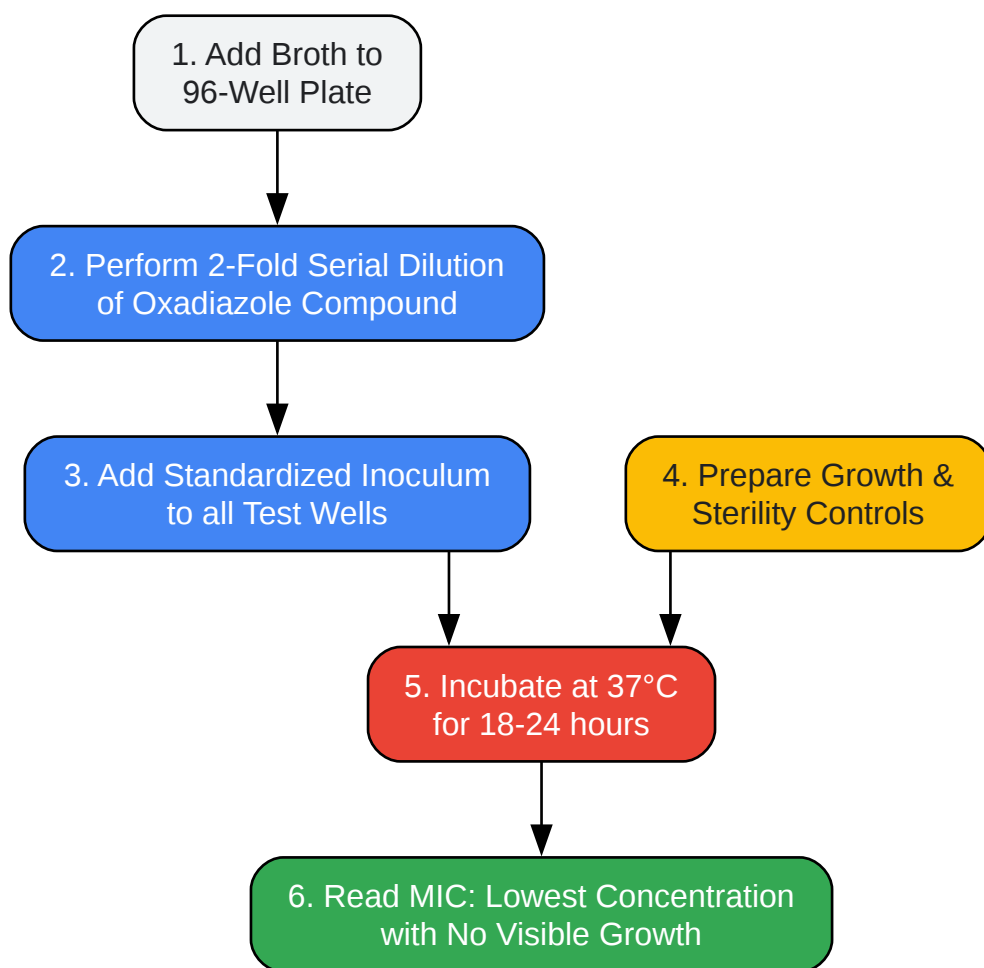 1. Add Broth to
96-Well Plate
2. Perform 2-Fold Serial Dilution
of Oxadiazole Compound
3. Add Standardized Inoculum
to all Test Wells
4. Prepare Growth &
Sterility Controls
5. Incubate at 37°C
for 18-24 hours
6. Read MIC: Lowest Concentration
with No Visible Growth